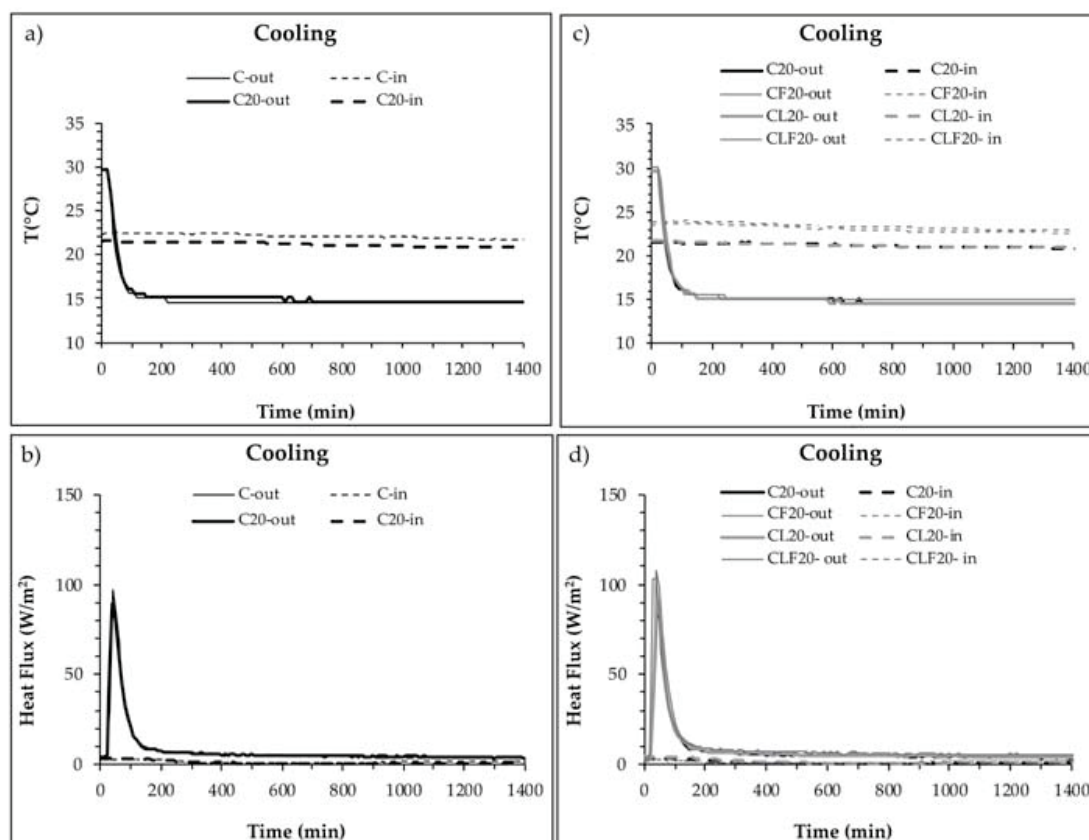 a)
Cooling
C-out C-in
C20-out C20-in
35
30
25
20
15
10
T(°C)
0 200 400 600 800 1000 1200 1400
Time (min)
c)
Cooling
C20-out C20-in
CF20-out CF20-in
CL20- out CL20- in
CLF20- out CLF20- in
35
30
25
20
15
10
T(°C)
0 200 400 600 800 1000 1200 1400
Time (min)
b)
Cooling
C-out C-in
C20-out C20-in
150
100
50
0
Heat Flux (W/m²)
0 200 400 600 800 1000 1200 1400
Time (min)
d)
Cooling
C20-out C20-in
CF20-out CF20-in
CL20-out CL20-in
CLF20- out CLF20- in
150
100
50
0
Heat Flux (W/m²)
0 200 400 600 800 1000 1200 1400
Time (min)